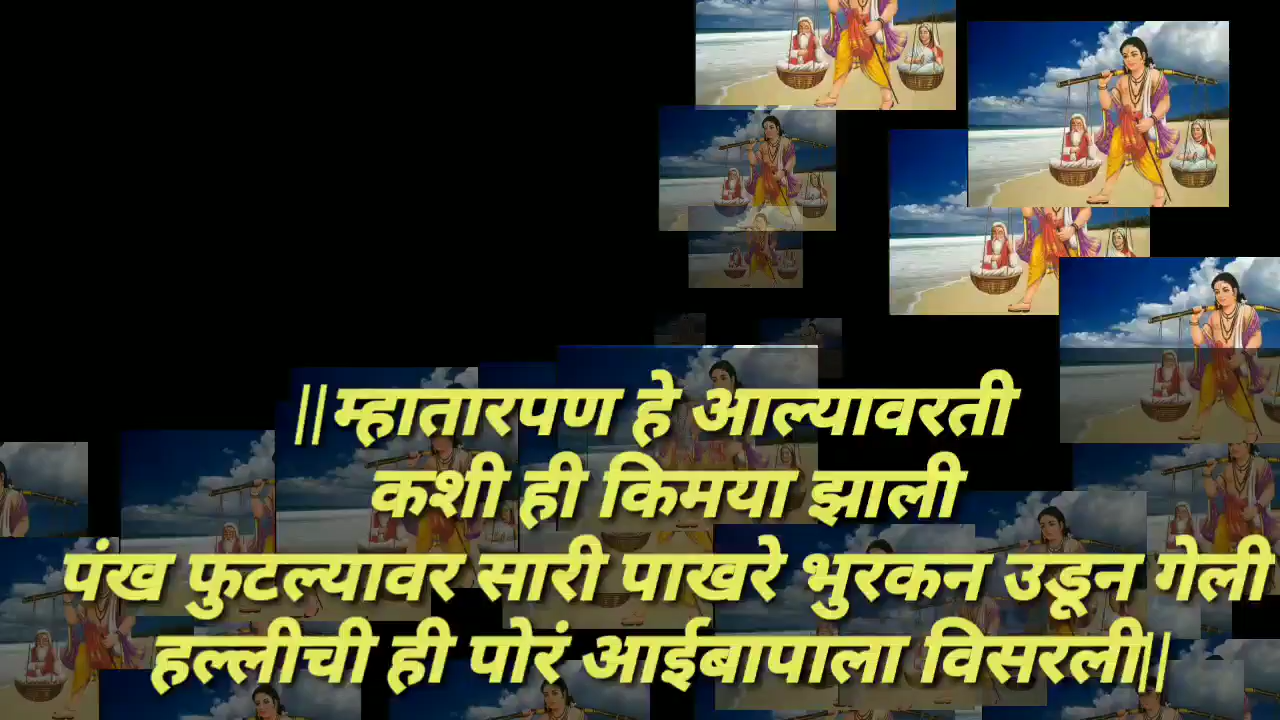 ||म्हातारपण हे आल्यावरती
कशी ही किमया झाली
पंख फुटल्यावर सारी पाखरे भुरकन उडून गेली
हल्लीची ही पोरं आईबापाला विसरली||